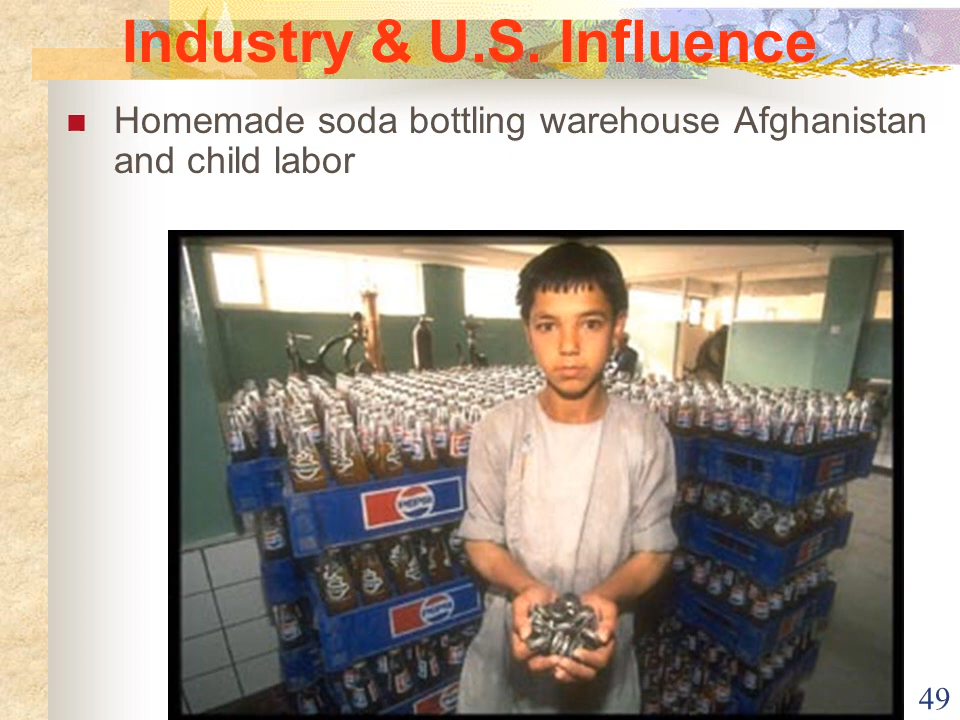 Industry & U.S. Influence
Homemade soda bottling warehouse Afghanistan
and child labor
PEPSI
49